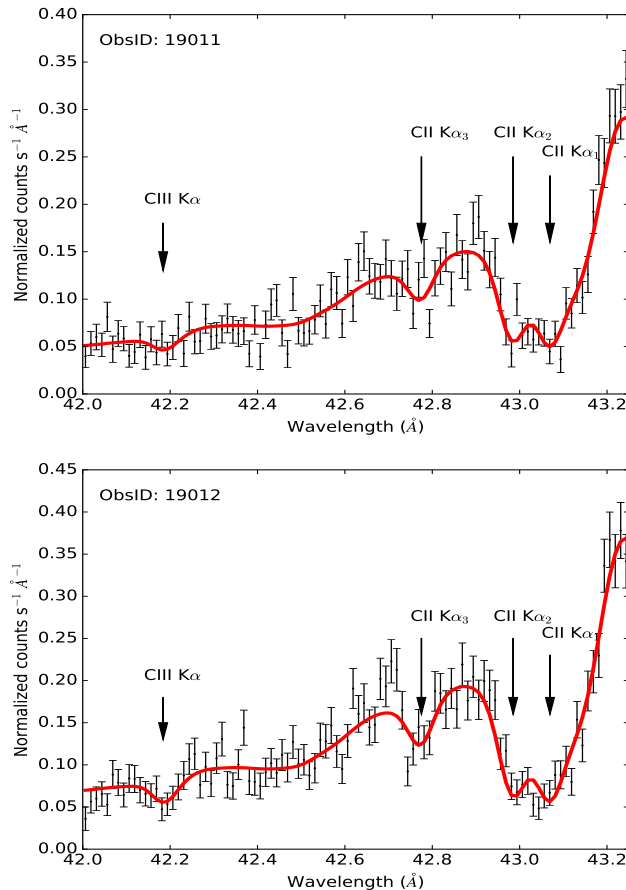 0.40
ObsID: 19011
0.35
0.30
0.25
0.20
0.15
0.10
0.05
0.00
CIII Kα
CII Kα₃
CII Kα₂
CII Kα₁
42.0 42.2 42.4 42.6 42.8 43.0 43.2
Wavelength (Å)
Normalized counts s⁻¹ Å⁻¹
0.45
ObsID: 19012
0.40
0.35
0.30
0.25
0.20
0.15
0.10
0.05
0.00
CIII Kα
CII Kα₃
CII Kα₂
CII Kα₁
42.0 42.2 42.4 42.6 42.8 43.0 43.2
Wavelength (Å)
Normalized counts s⁻¹ Å⁻¹